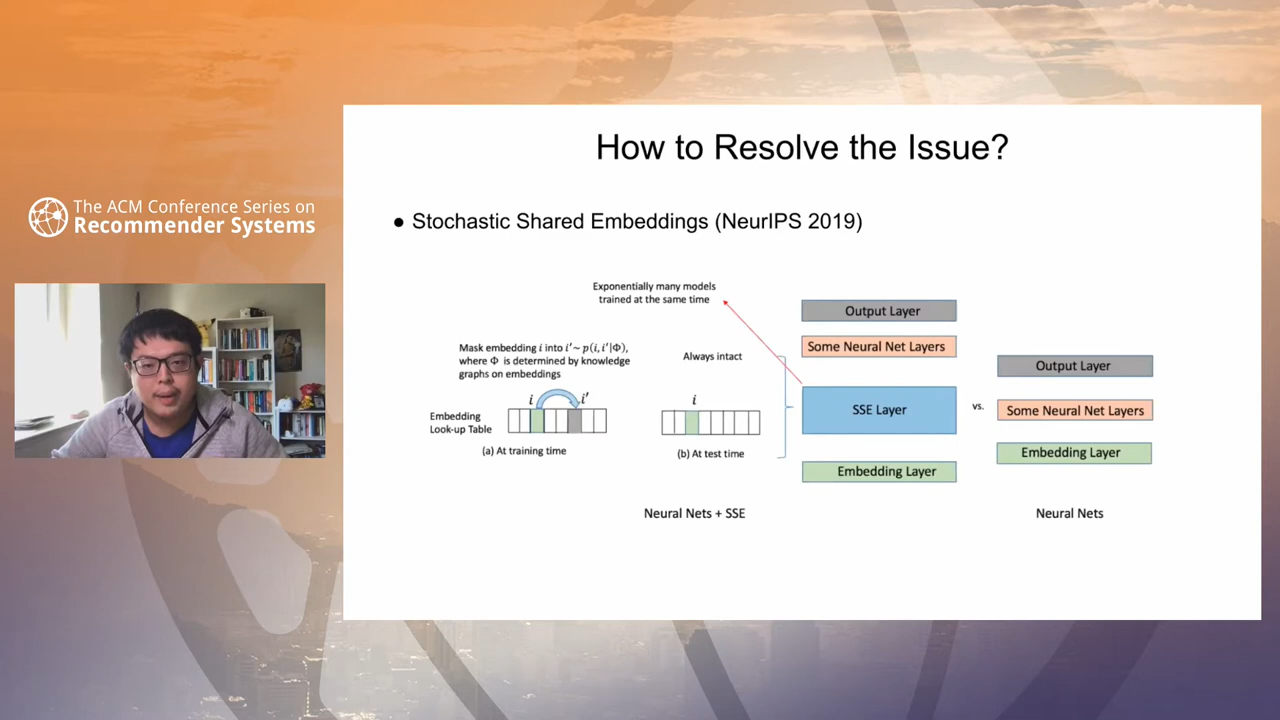 The ACM Conference Series on
Recommender Systems
How to Resolve the Issue?
● Stochastic Shared Embeddings (NeurIPS 2019)
Exponentially many models
trained at the same time
Mask embedding i into i′~ p(i, i′|Φ),
where Φ is determined by knowledge
graphs on embeddings
i
i′
Embedding
Look-up Table
(a) At training time
Always intact
i
(b) At test time
Output Layer
Some Neural Net Layers
SSE Layer
Embedding Layer
vs.
Output Layer
Some Neural Net Layers
Embedding Layer
Neural Nets + SSE
Neural Nets